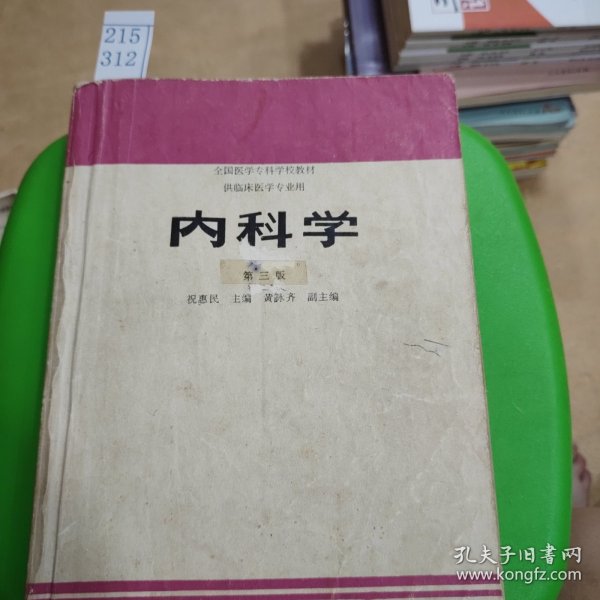 215
312
全国医学专科学校教材
供临床医学专业用
内科学
第三版
祝惠民 主编 黄詠齐 副主编
孔夫子旧书网
www.kongfz.com